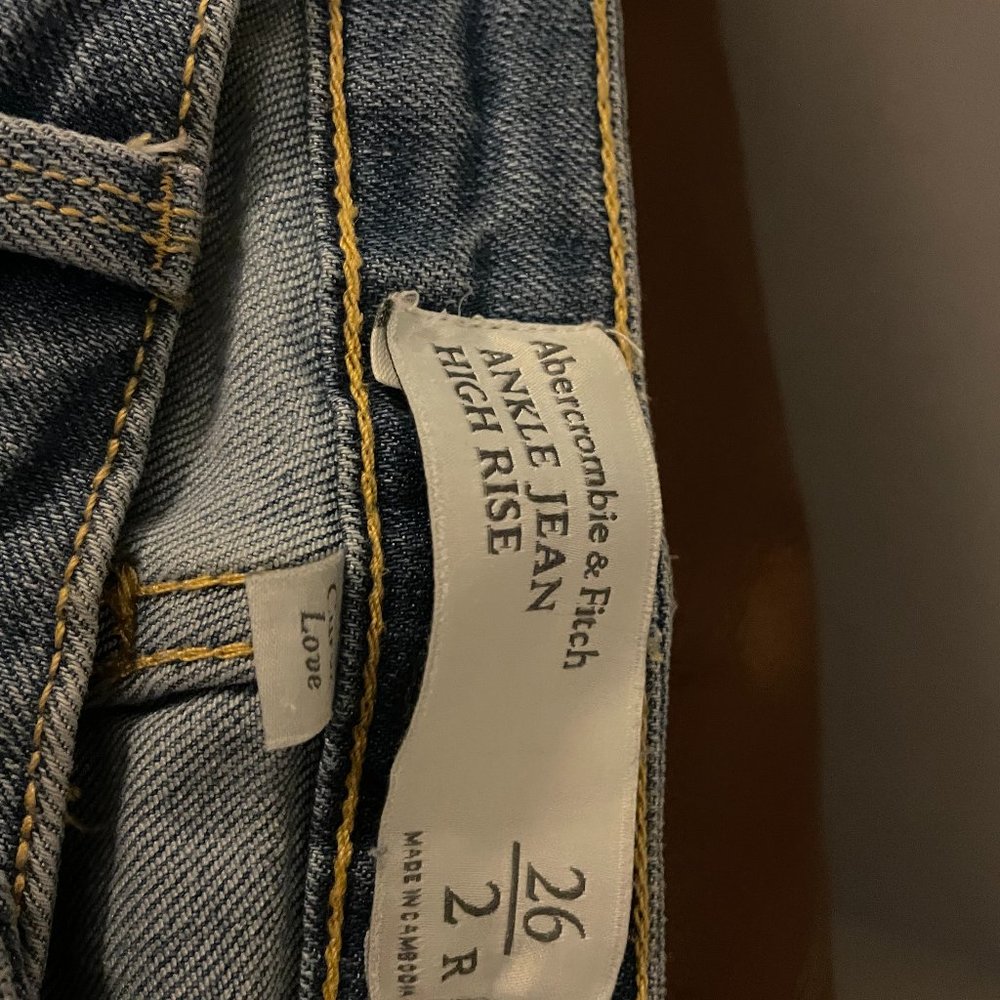 Abercrombie & Fitch
ANKLE JEAN
HIGH RISE
26
2 R
MADE IN CAMBODIA
Love